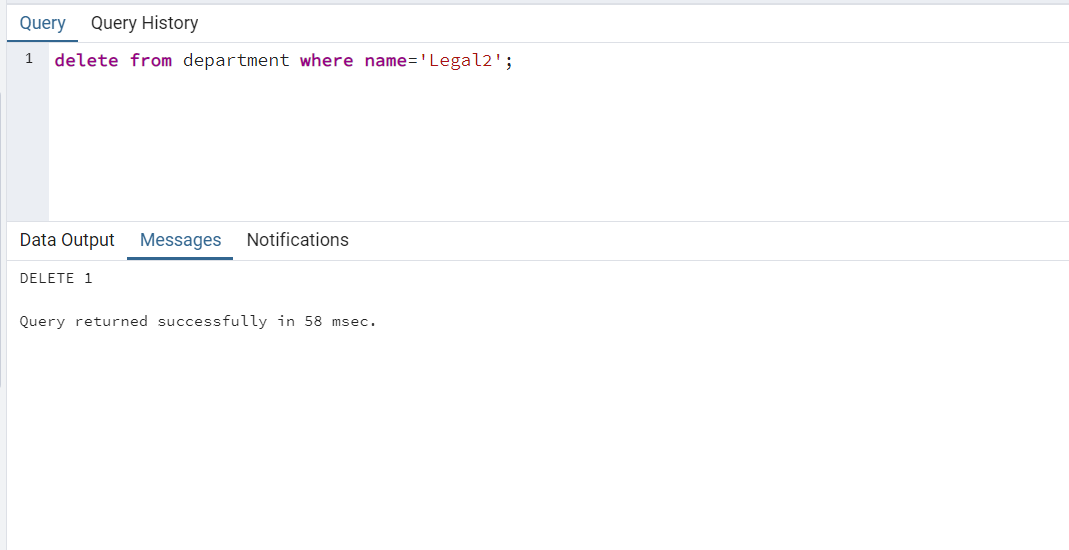 Query Query History
1 delete from department where name='Legal2';
Data Output Messages Notifications
DELETE 1
Query returned successfully in 58 msec.